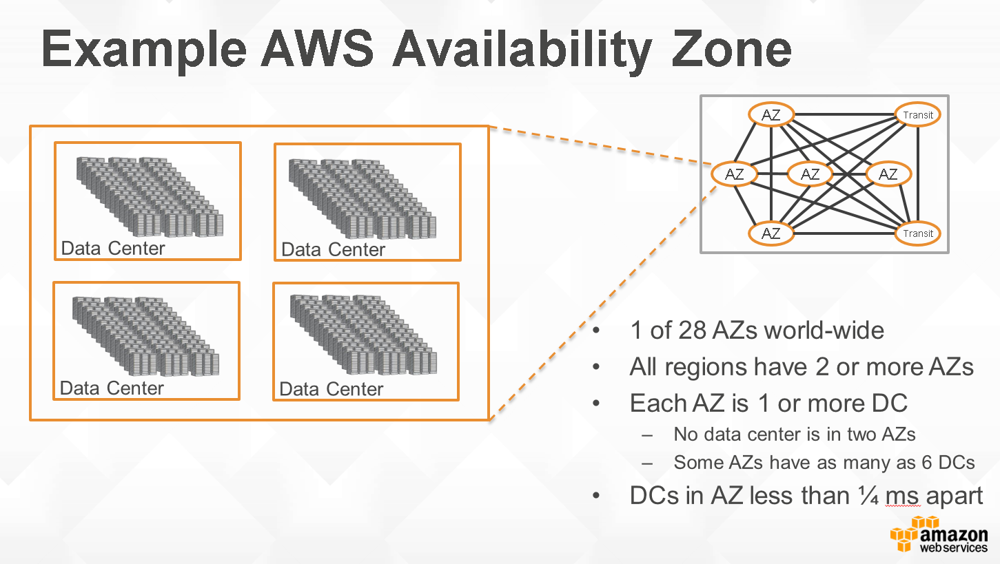 Example AWS Availability Zone
Data Center
Data Center
Data Center
Data Center
AZ
Transit
AZ
AZ
AZ
AZ
Transit
• 1 of 28 AZs world-wide
• All regions have 2 or more AZs
• Each AZ is 1 or more DC
– No data center is in two AZs
– Some AZs have as many as 6 DCs
• DCs in AZ less than ¼ ms apart
amazon
webservices